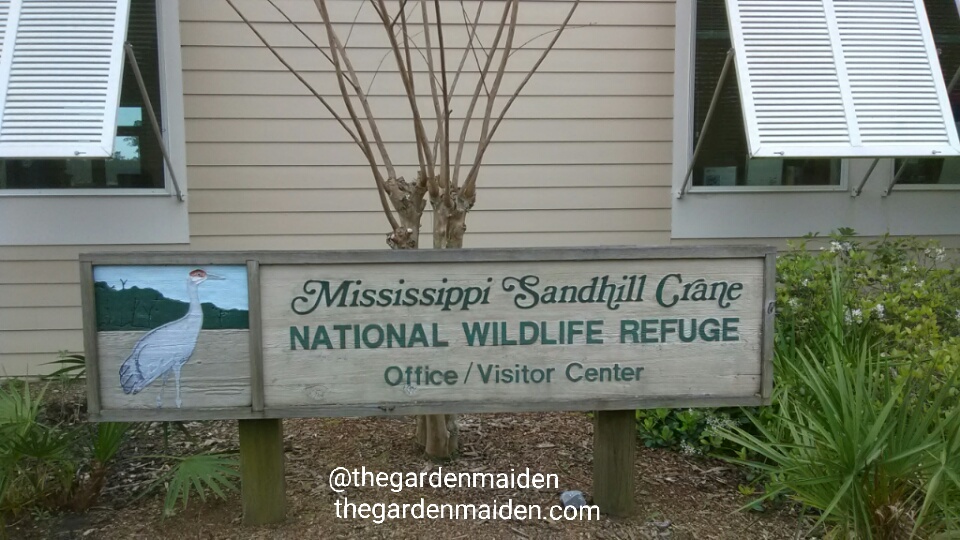 Mississippi Sandhill Crane
NATIONAL WILDLIFE REFUGE
Office / Visitor Center
@thegardenmaiden
thegardenmaiden.com